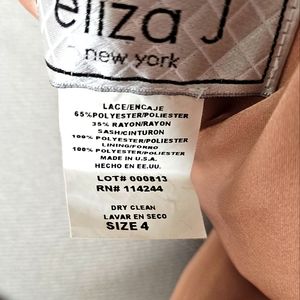 eliza J
new york
LACE/ENCAJE
65%POLYESTER/POLIESTER
35% RAYON/RAYON
SASH/CINTURON
100% POLYESTER/POLIESTER
LINING/FORRO
100% POLYESTER/POLIESTER
MADE IN U.S.A.
HECHO EN EE.UU.
LOT# 000813
RN# 114244
DRY CLEAN
LAVAR EN SECO
SIZE 4